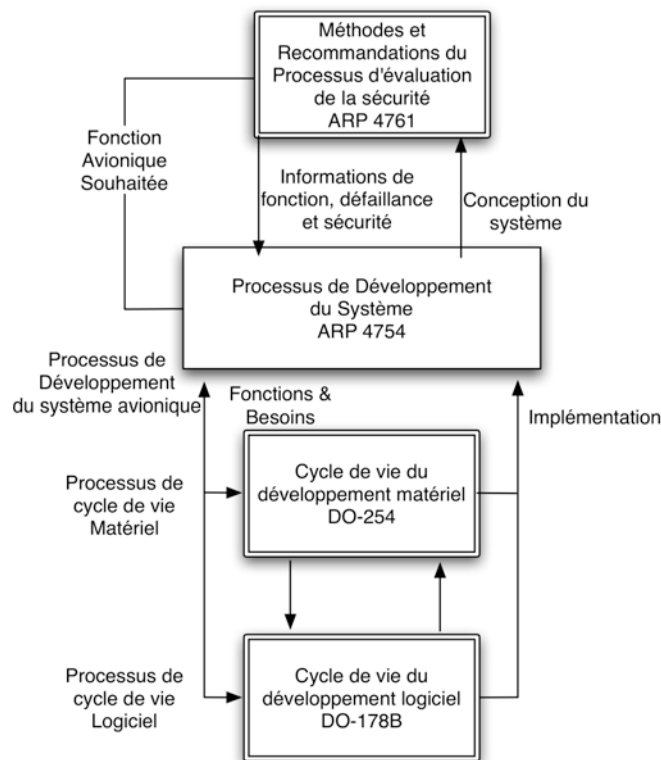 Méthodes et
Recommandations du
Processus d'évaluation
de la sécurité
ARP 4761
Fonction
Avionique
Souhaitée
Informations de
fonction, défaillance
et sécurité
Conception du
système
Processus de Développement
du Système
ARP 4754
Processus de
Développement
du système avionique
Fonctions &
Besoins
Implémentation
Processus de
cycle de vie
Matériel
Cycle de vie du
développement matériel
DO-254
Processus de
cycle de vie
Logiciel
Cycle de vie du
développement logiciel
DO-178B